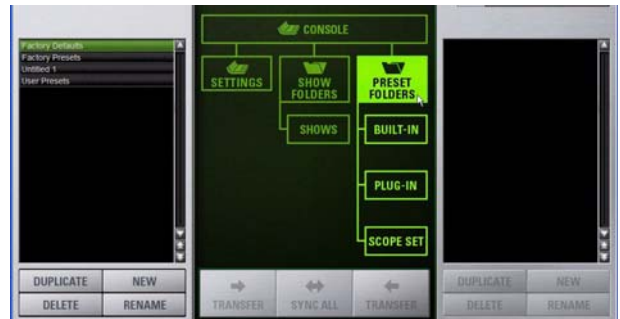 Factory Defaults
Factory Presets
Untitled 1
User Presets
DUPLICATE NEW
DELETE RENAME
CONSOLE
SETTINGS
SHOW
FOLDERS
PRESET
FOLDERS
SHOWS
BUILT-IN
PLUG-IN
SCOPE SET
TRANSFER SYNC ALL TRANSFER
DUPLICATE NEW
DELETE RENAME